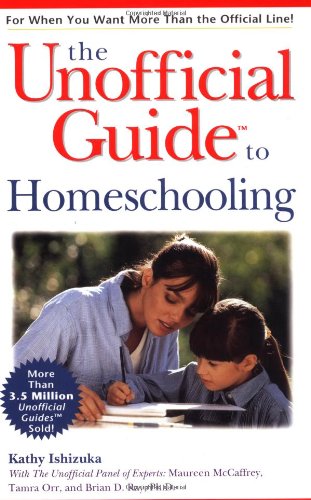 For When You Want More Than the Official Line!
the
Unofficial
Guide™ to
Homeschooling
More
Than
3.5 Million
Unofficial
Guides™
Sold!
Kathy Ishizuka
With The Unofficial Panel of Experts: Maureen McCaffrey,
Tamra Orr, and Brian D.